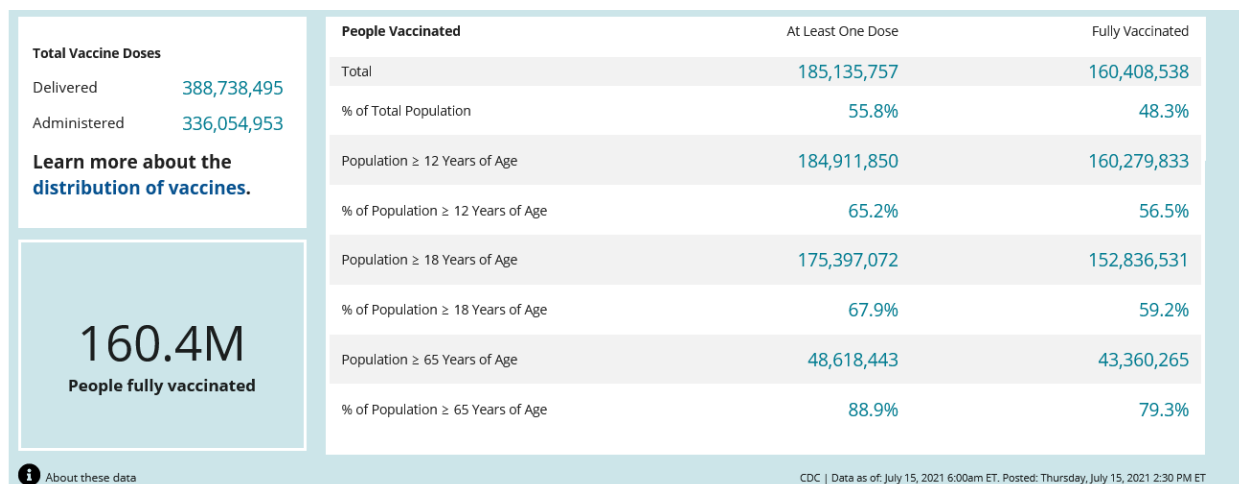 Total Vaccine Doses
Delivered 388,738,495
Administered 336,054,953
Learn more about the
distribution of vaccines.
160.4M
People fully vaccinated
People Vaccinated At Least One Dose Fully Vaccinated
Total 185,135,757 160,408,538
% of Total Population 55.8% 48.3%
Population ≥ 12 Years of Age 184,911,850 160,279,833
% of Population ≥ 12 Years of Age 65.2% 56.5%
Population ≥ 18 Years of Age 175,397,072 152,836,531
% of Population ≥ 18 Years of Age 67.9% 59.2%
Population ≥ 65 Years of Age 48,618,443 43,360,265
% of Population ≥ 65 Years of Age 88.9% 79.3%
i About these data
CDC | Data as of: July 15, 2021 6:00am ET. Posted: Thursday, July 15, 2021 2:30 PM ET